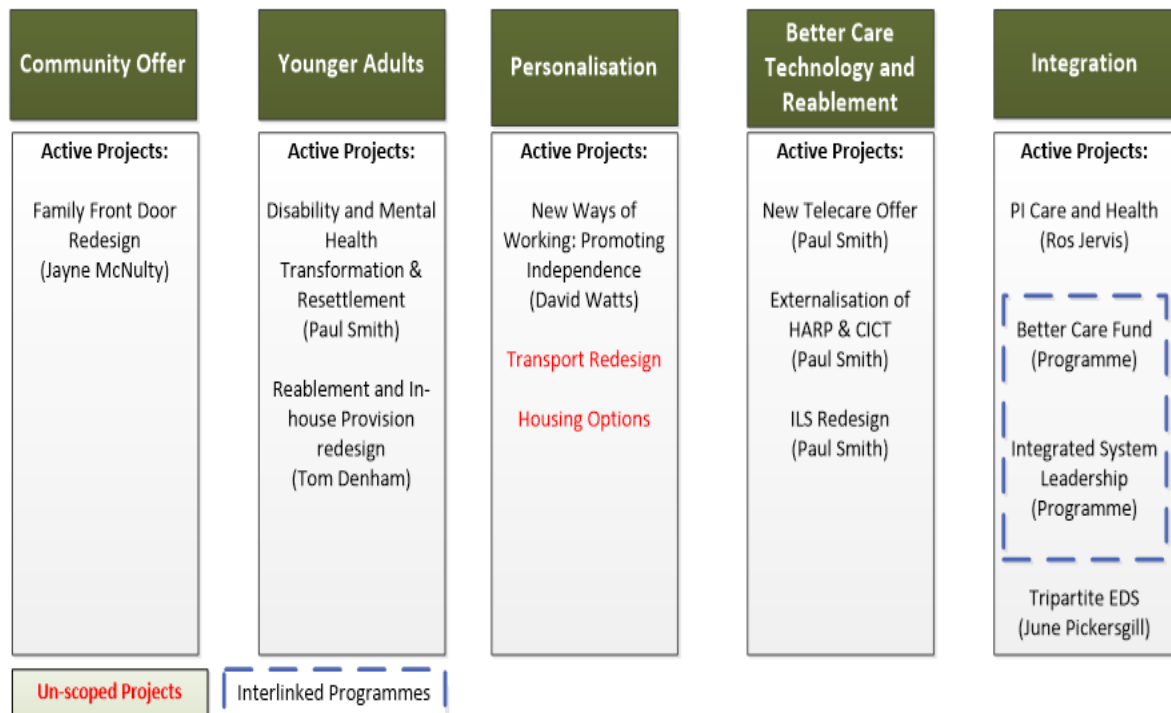 Community Offer
Active Projects:
Family Front Door
Redesign
(Jayne McNulty)
Younger Adults
Active Projects:
Disability and Mental
Health
Transformation &
Resettlement
(Paul Smith)
Reablement and In-
house Provision
redesign
(Tom Denham)
Personalisation
Active Projects:
New Ways of
Working: Promoting
Independence
(David Watts)
Transport Redesign
Housing Options
Better Care
Technology and
Reablement
Active Projects:
New Telecare Offer
(Paul Smith)
Externalisation of
HARP & CICT
(Paul Smith)
ILS Redesign
(Paul Smith)
Integration
Active Projects:
PI Care and Health
(Ros Jervis)
Better Care Fund
(Programme)
Integrated System
Leadership
(Programme)
Tripartite EDS
(June Pickersgill)
Un-scoped Projects
Interlinked Programmes